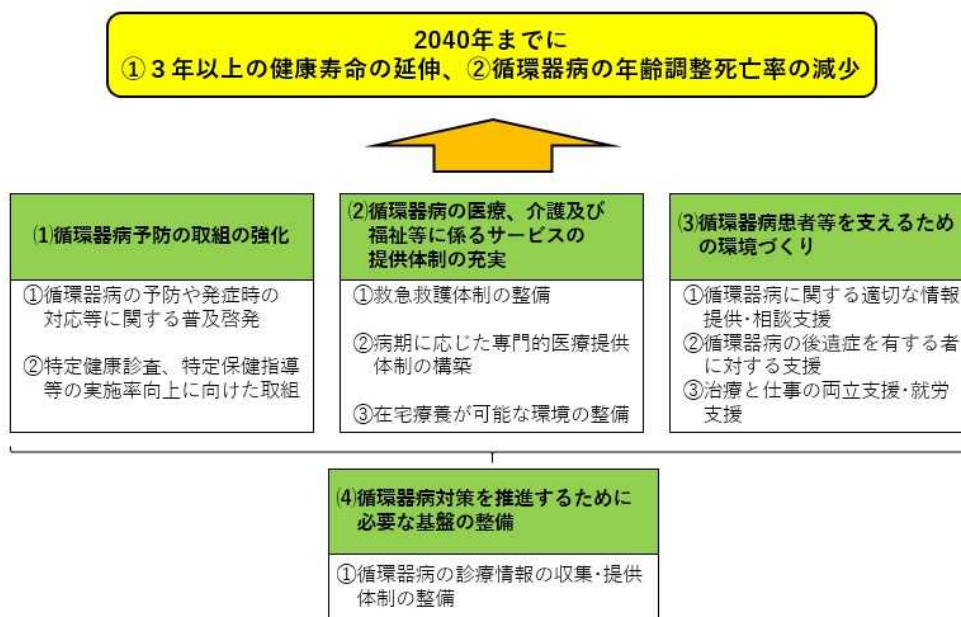 2040年までに
①３年以上の健康寿命の延伸、②循環器病の年齢調整死亡率の減少
⑴循環器病予防の取組の強化
①循環器病の予防や発症時の
対応等に関する普及啓発
②特定健康診査、特定保健指導
等の実施率向上に向けた取組
⑵循環器病の医療、介護及び
福祉等に係るサービスの
提供体制の充実
①救急救護体制の整備
②病期に応じた専門的医療提供
体制の構築
③在宅療養が可能な環境の整備
⑶循環器病患者等を支えるため
の環境づくり
①循環器病に関する適切な情報
提供･相談支援
②循環器病の後遺症を有する者
に対する支援
③治療と仕事の両立支援･就労
支援
⑷循環器病対策を推進するために
必要な基盤の整備
①循環器病の診療情報の収集･提供
体制の整備